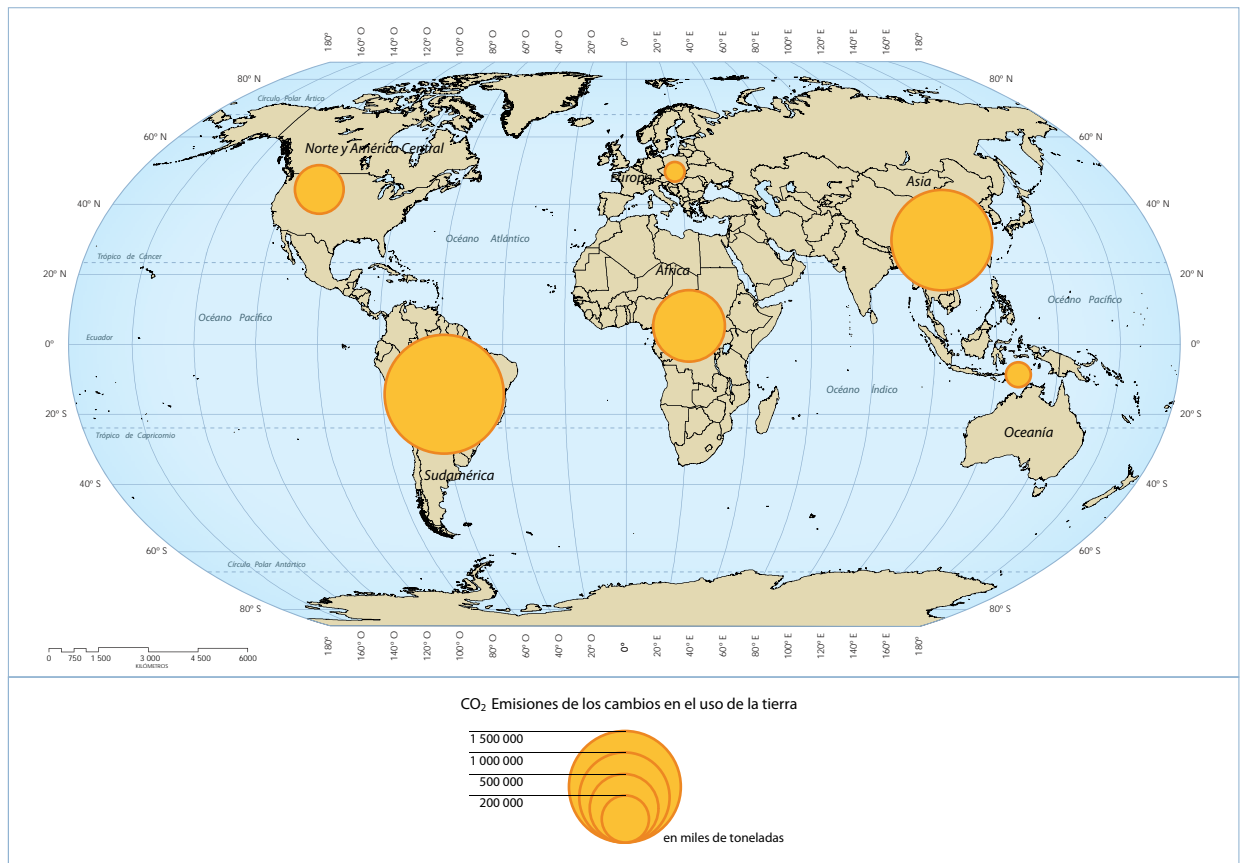 180° 160° O 140° O 120° O 100° O 80° O 60° O 40° O 20° O 0° 20° E 40° E 60° E 80° E 100° E 120° E 140° E 160° E 180°
80° N 80° N
Círculo Polar Ártico
60° N 60° N
Norte y América Central
Europa
Asia
40° N 40° N
Océano Atlántico
Trópico de Cáncer
África
20° N 20° N
Océano Pacífico
Océano Pacífico
Ecuador
0° 0°
Océano Índico
20° S 20° S
Trópico de Capricornio
Oceanía
Sudamérica
40° S 40° S
60° S 60° S
Círculo Polar Antártico
80° S 80° S
180° 160° O 140° O 120° O 100° O 80° O 60° O 40° O 20° O 0° 20° E 40° E 60° E 80° E 100° E 120° E 140° E 160° E 180°
0 750 1 500 3 000 4 500 6000
KILÓMETROS
CO₂ Emisiones de los cambios en el uso de la tierra
1 500 000
1 000 000
500 000
200 000
en miles de toneladas